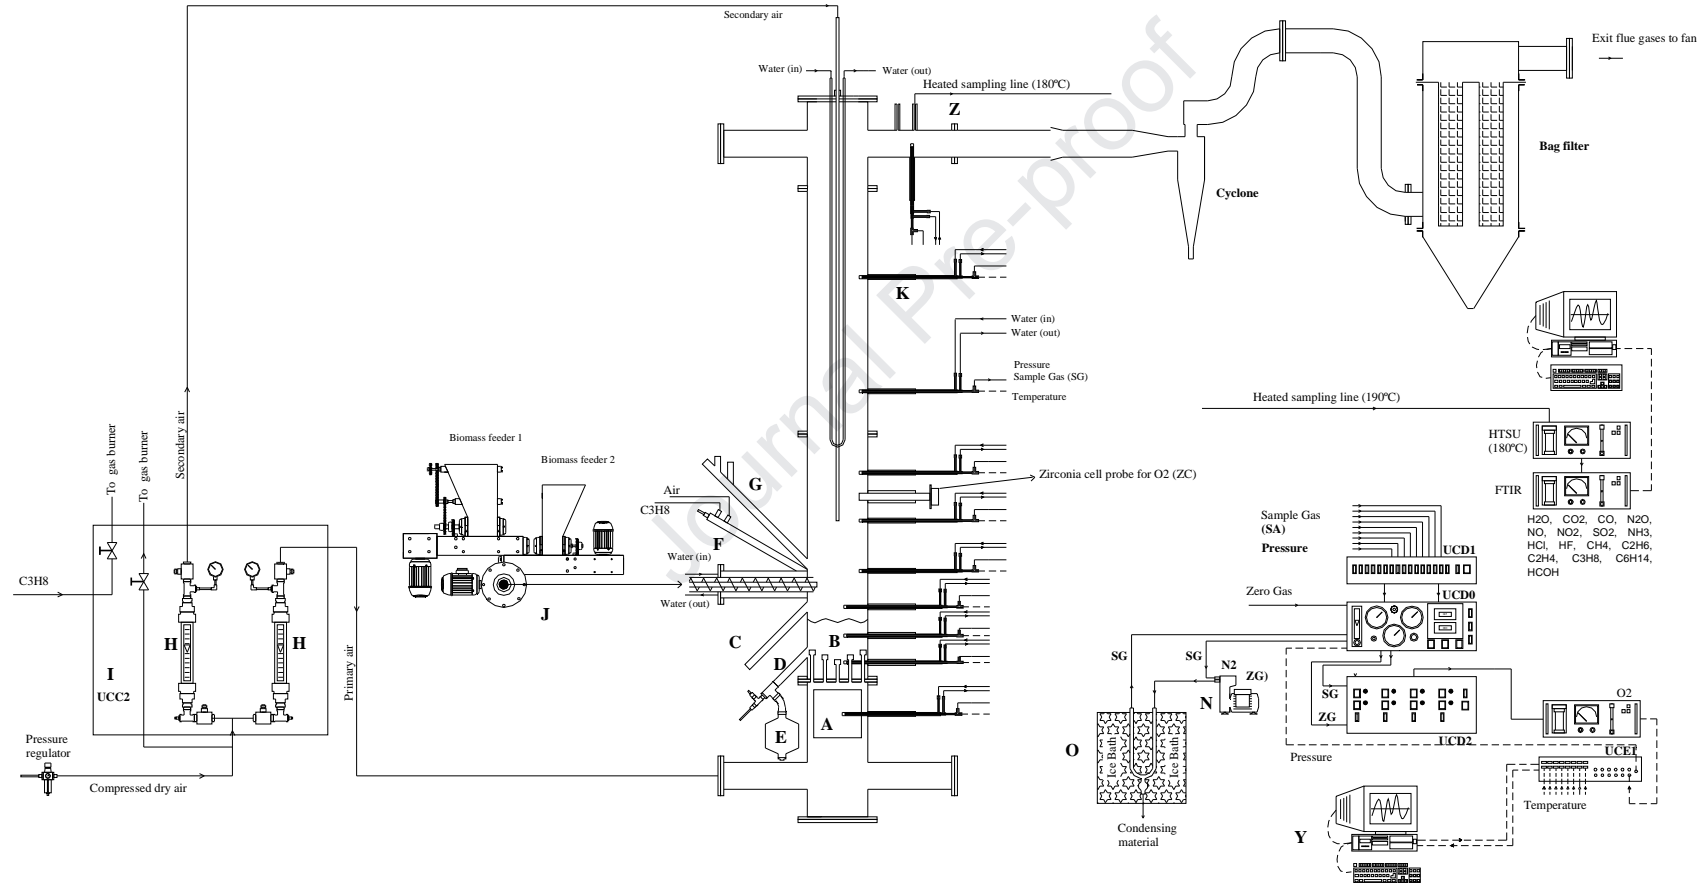 Secondary air
Water (in)
Water (out)
Heated sampling line (180ºC)
Z
Exit flue gases to fan
Bag filter
Cyclone
K
Water (in)
Water (out)
Pressure
Sample Gas (SG)
Temperature
Heated sampling line (190ºC)
HTSU
(180ºC)
FTIR
H2O, CO2, CO, N2O,
NO, NO2, SO2, NH3,
HCl, HF, CH4, C2H6,
C2H4, C3H8, C6H14,
HCOH
To gas burner
To gas burner
Secondary air
Biomass feeder 1
Biomass feeder 2
G
Air
C3H8
F
Zirconia cell probe for O2 (ZC)
Water (in)
Water (out)
J
C3H8
H
H
I
UCC2
Primary air
C
B
D
A
E
Pressure
regulator
Compressed dry air
Sample Gas
(SA)
Pressure
UCD1
Zero Gas
UCD0
SG
SG
N2
ZG)
N
SG
ZG
UCD2
O2
UCE1
O
Ice Bath
Ice Bath
Pressure
Temperature
Condensing
material
Y
Journal Pre-proof